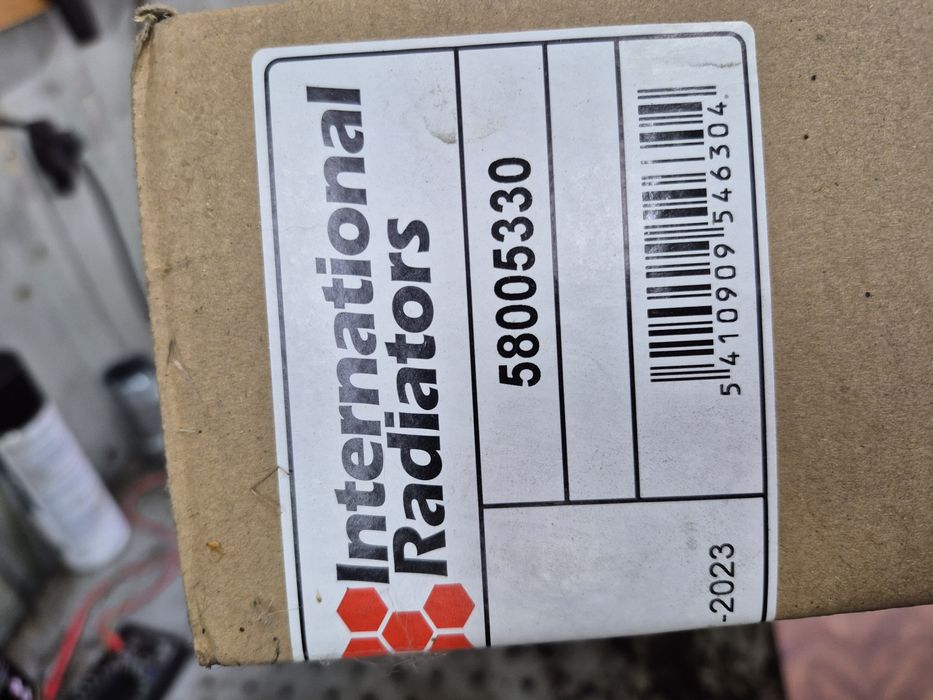 International
Radiators
58005330
5 410909 546304
-2023